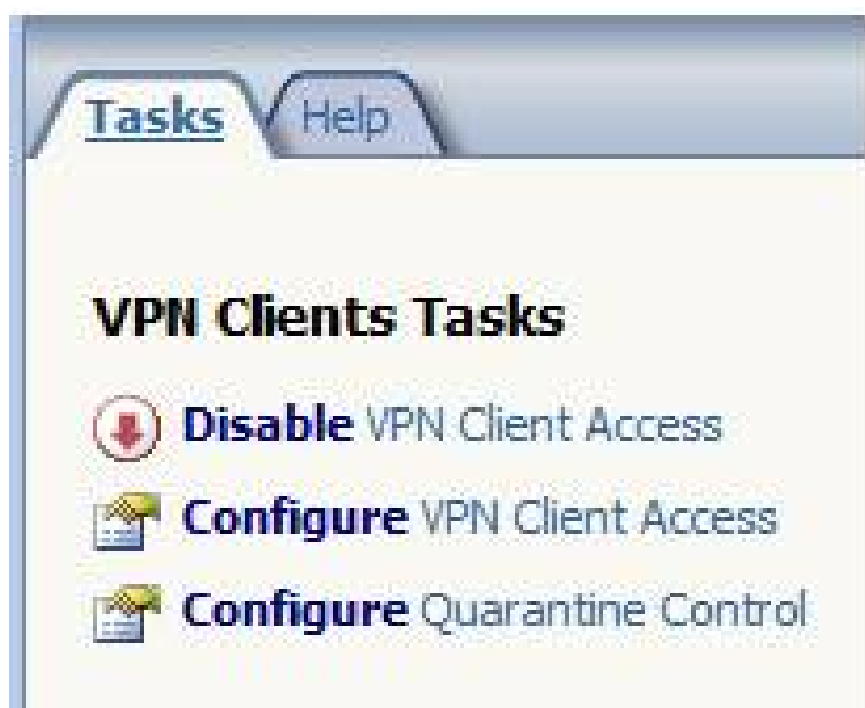 Tasks Help
VPN Clients Tasks
Disable VPN Client Access
Configure VPN Client Access
Configure Quarantine Control